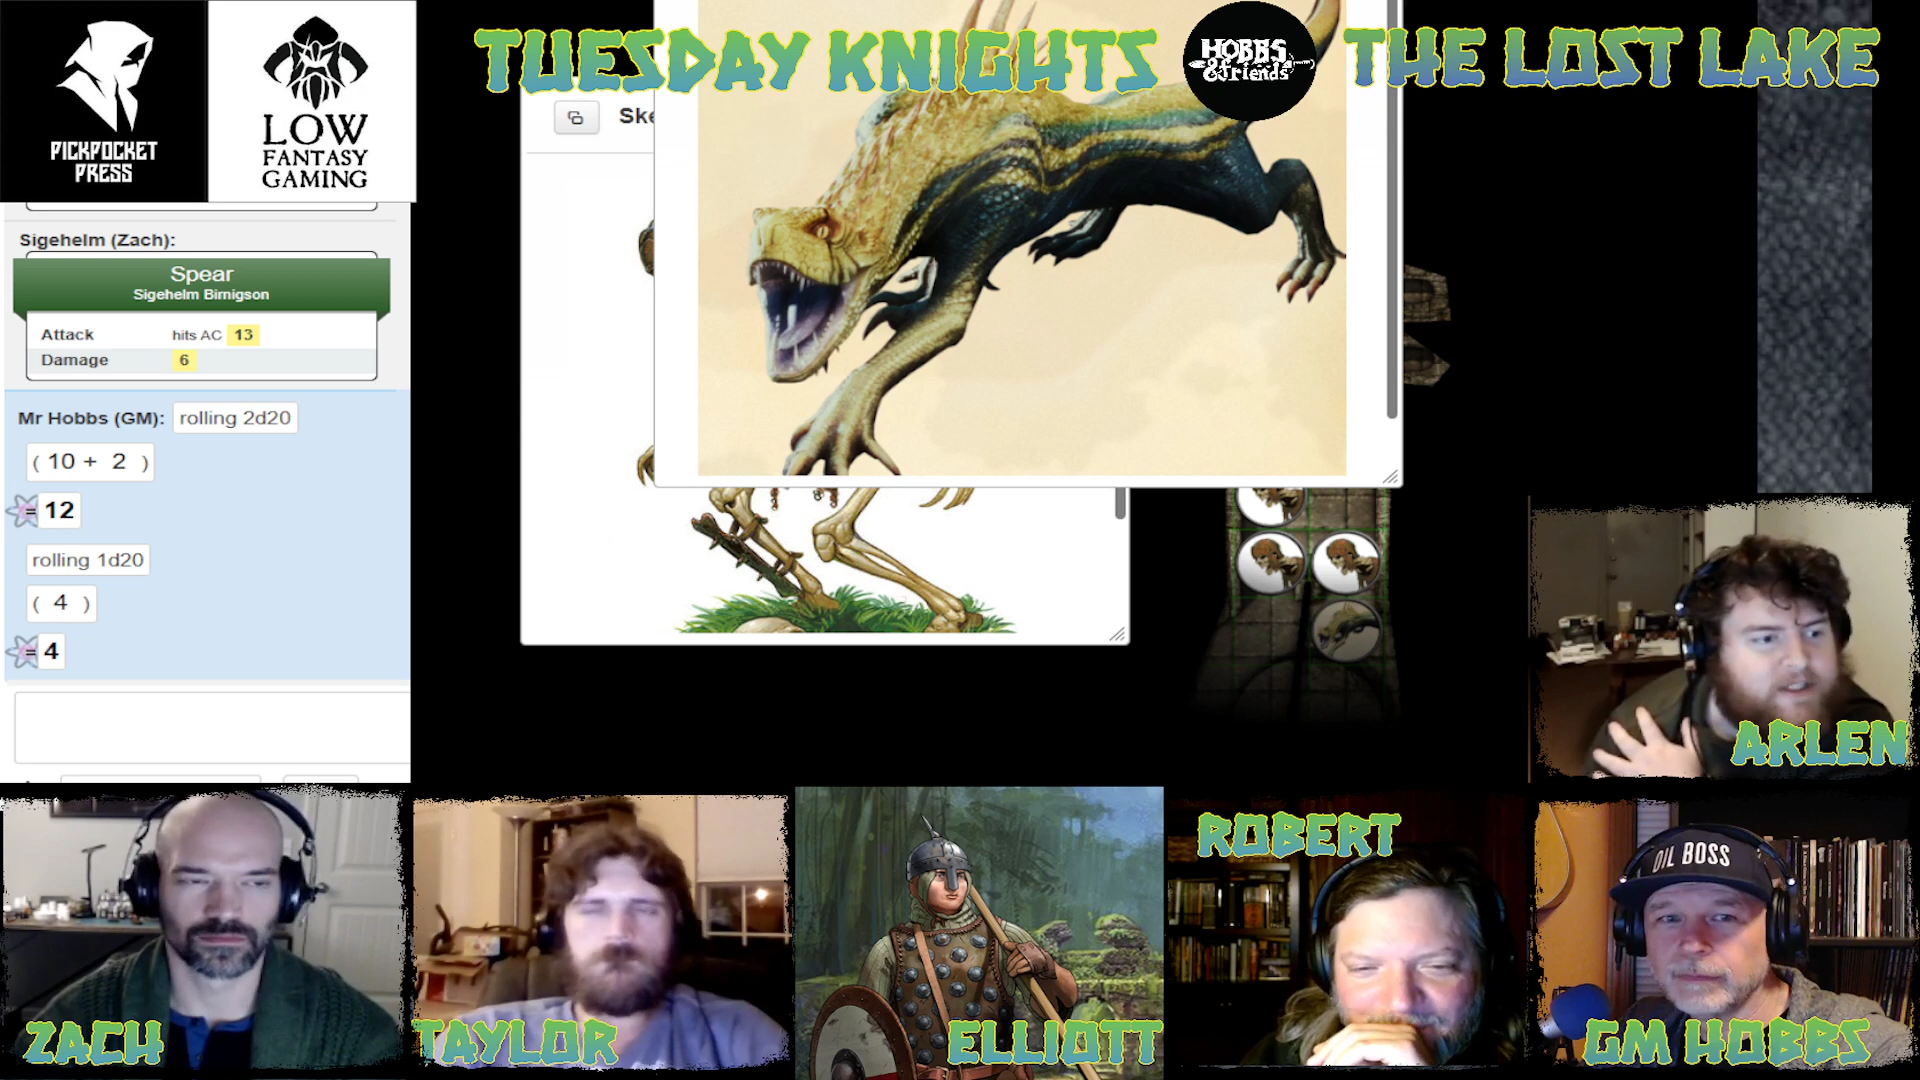 TUESDAY KNIGHTS
HOBBS
&friends
THE LOST LAKE
PICKPOCKET
PRESS
LOW
FANTASY
GAMING
Ske
Sigehelm (Zach):
Spear
Sigehelm Birnigson
Attack hits AC 13
Damage 6
Mr Hobbs (GM): rolling 2d20
( 10 + 2 )
= 12
rolling 1d20
( 4 )
= 4
ARLEN
ROBERT
OIL BOSS
ZACH
TAYLOR
ELLIOTT
GM HOBBS